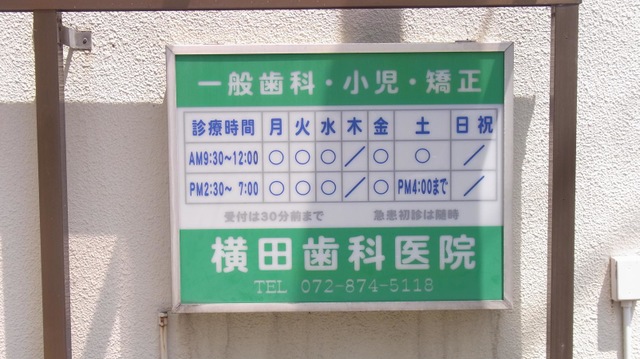 一般歯科・小児・矯正
診療時間 月 火 水 木 金 土 日 祝
AM9:30~12:00 ○ ○ ○ / ○ ○ /
PM2:30~ 7:00 ○ ○ ○ / ○ PM4:00まで /
受付は30分前まで 急患初診は随時
横田歯科医院
TEL 072-874-5118